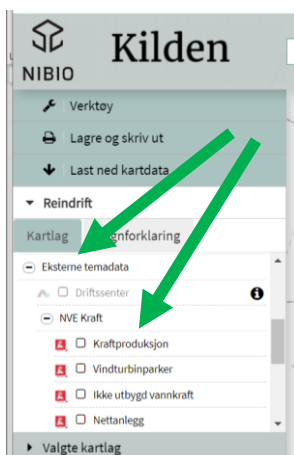 Kilden
NIBIO
Verktøy
Lagre og skriv ut
Last ned kartdata
Reindrift
Kartlag
gnforklaring
Eksterne temadata
Driftssenter
NVE Kraft
Kraftproduksjon
Vindturbinparker
Ikke utbygd vannkraft
Nettanlegg
Valgte kartlag